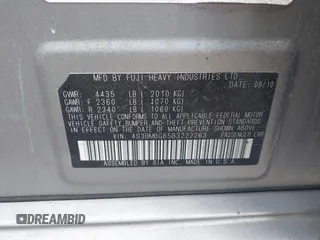 MFD BY: FUJI HEAVY INDUSTRIES LTD.
DATE: 09/10
GVWR: 4435 LB( 2010 KG)
GAWR: F.2360 LB( 1070 KG)
GAWR: R.2340 LB( 1060 KG)
THIS VEHICLE CONFORMS TO ALL APPLICABLE FEDERAL MOTOR
VEHICLE SAFETY, BUMPER, AND THEFT PREVENTION STANDARDS
IN EFFECT ON THE DATE OF MANUFACTURE SHOWN ABOVE.
VIN: PASSENGER CAR
ASSEMBLED BY SIA INC. MADE IN U.S.A
© DREAMBID